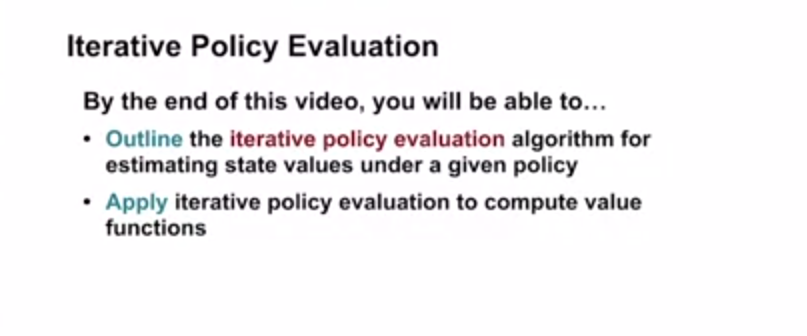 Iterative Policy Evaluation
By the end of this video, you will be able to...
• Outline the iterative policy evaluation algorithm for
estimating state values under a given policy
• Apply iterative policy evaluation to compute value
functions